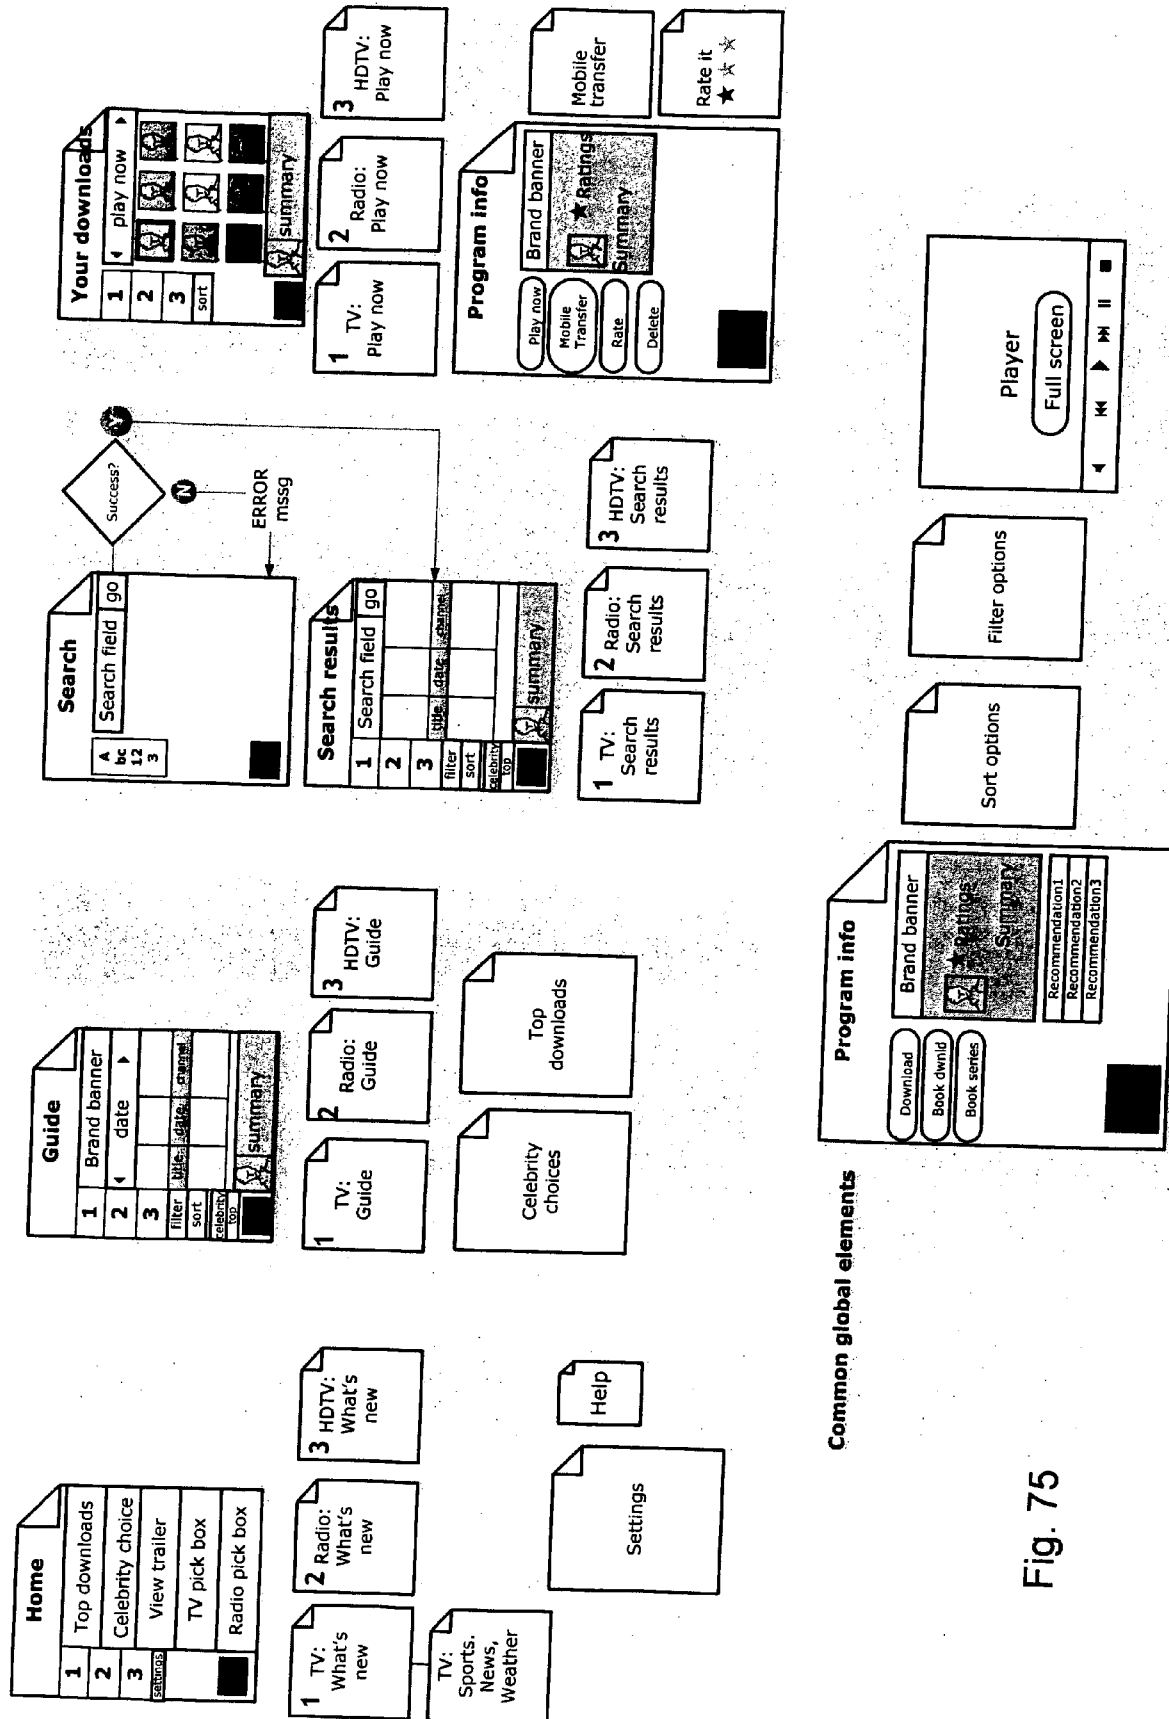 Home
1
2
3
settings
Top downloads
Celebrity choice
View trailer
TV pick box
Radio pick box
1 TV:
What's
new
2 Radio:
What's
new
3 HDTV:
What's
new
TV:
Sports.
News,
Weather
Settings
Help
Guide
1
2
3
filter
sort
celebrity
top
Brand banner
date
title date channel
summary
1 TV:
Guide
2 Radio:
Guide
3 HDTV:
Guide
Celebrity
choices
Top
downloads
Search
A
bc
12
3
Search field go
Success?
Y
N
ERROR
mssg
Search results
1
2
3
filter
sort
celebrity
top
Search field go
title date channel
summary
1 TV:
Search
results
2 Radio:
Search
results
3 HDTV:
Search
results
Your downloads
1
2
3
sort
play now
summary
1 TV:
Play now
2 Radio:
Play now
3 HDTV:
Play now
Program info
Play now
Mobile
Transfer
Rate
Delete
Brand banner
Ratings
Summary
Mobile
transfer
Rate it
Common global elements
Program info
Download
Book dwnld
Book series
Brand banner
Ratings
Summary
Recommendation1
Recommendation2
Recommendation3
Sort options
Filter options
Player
Full screen
Fig. 75